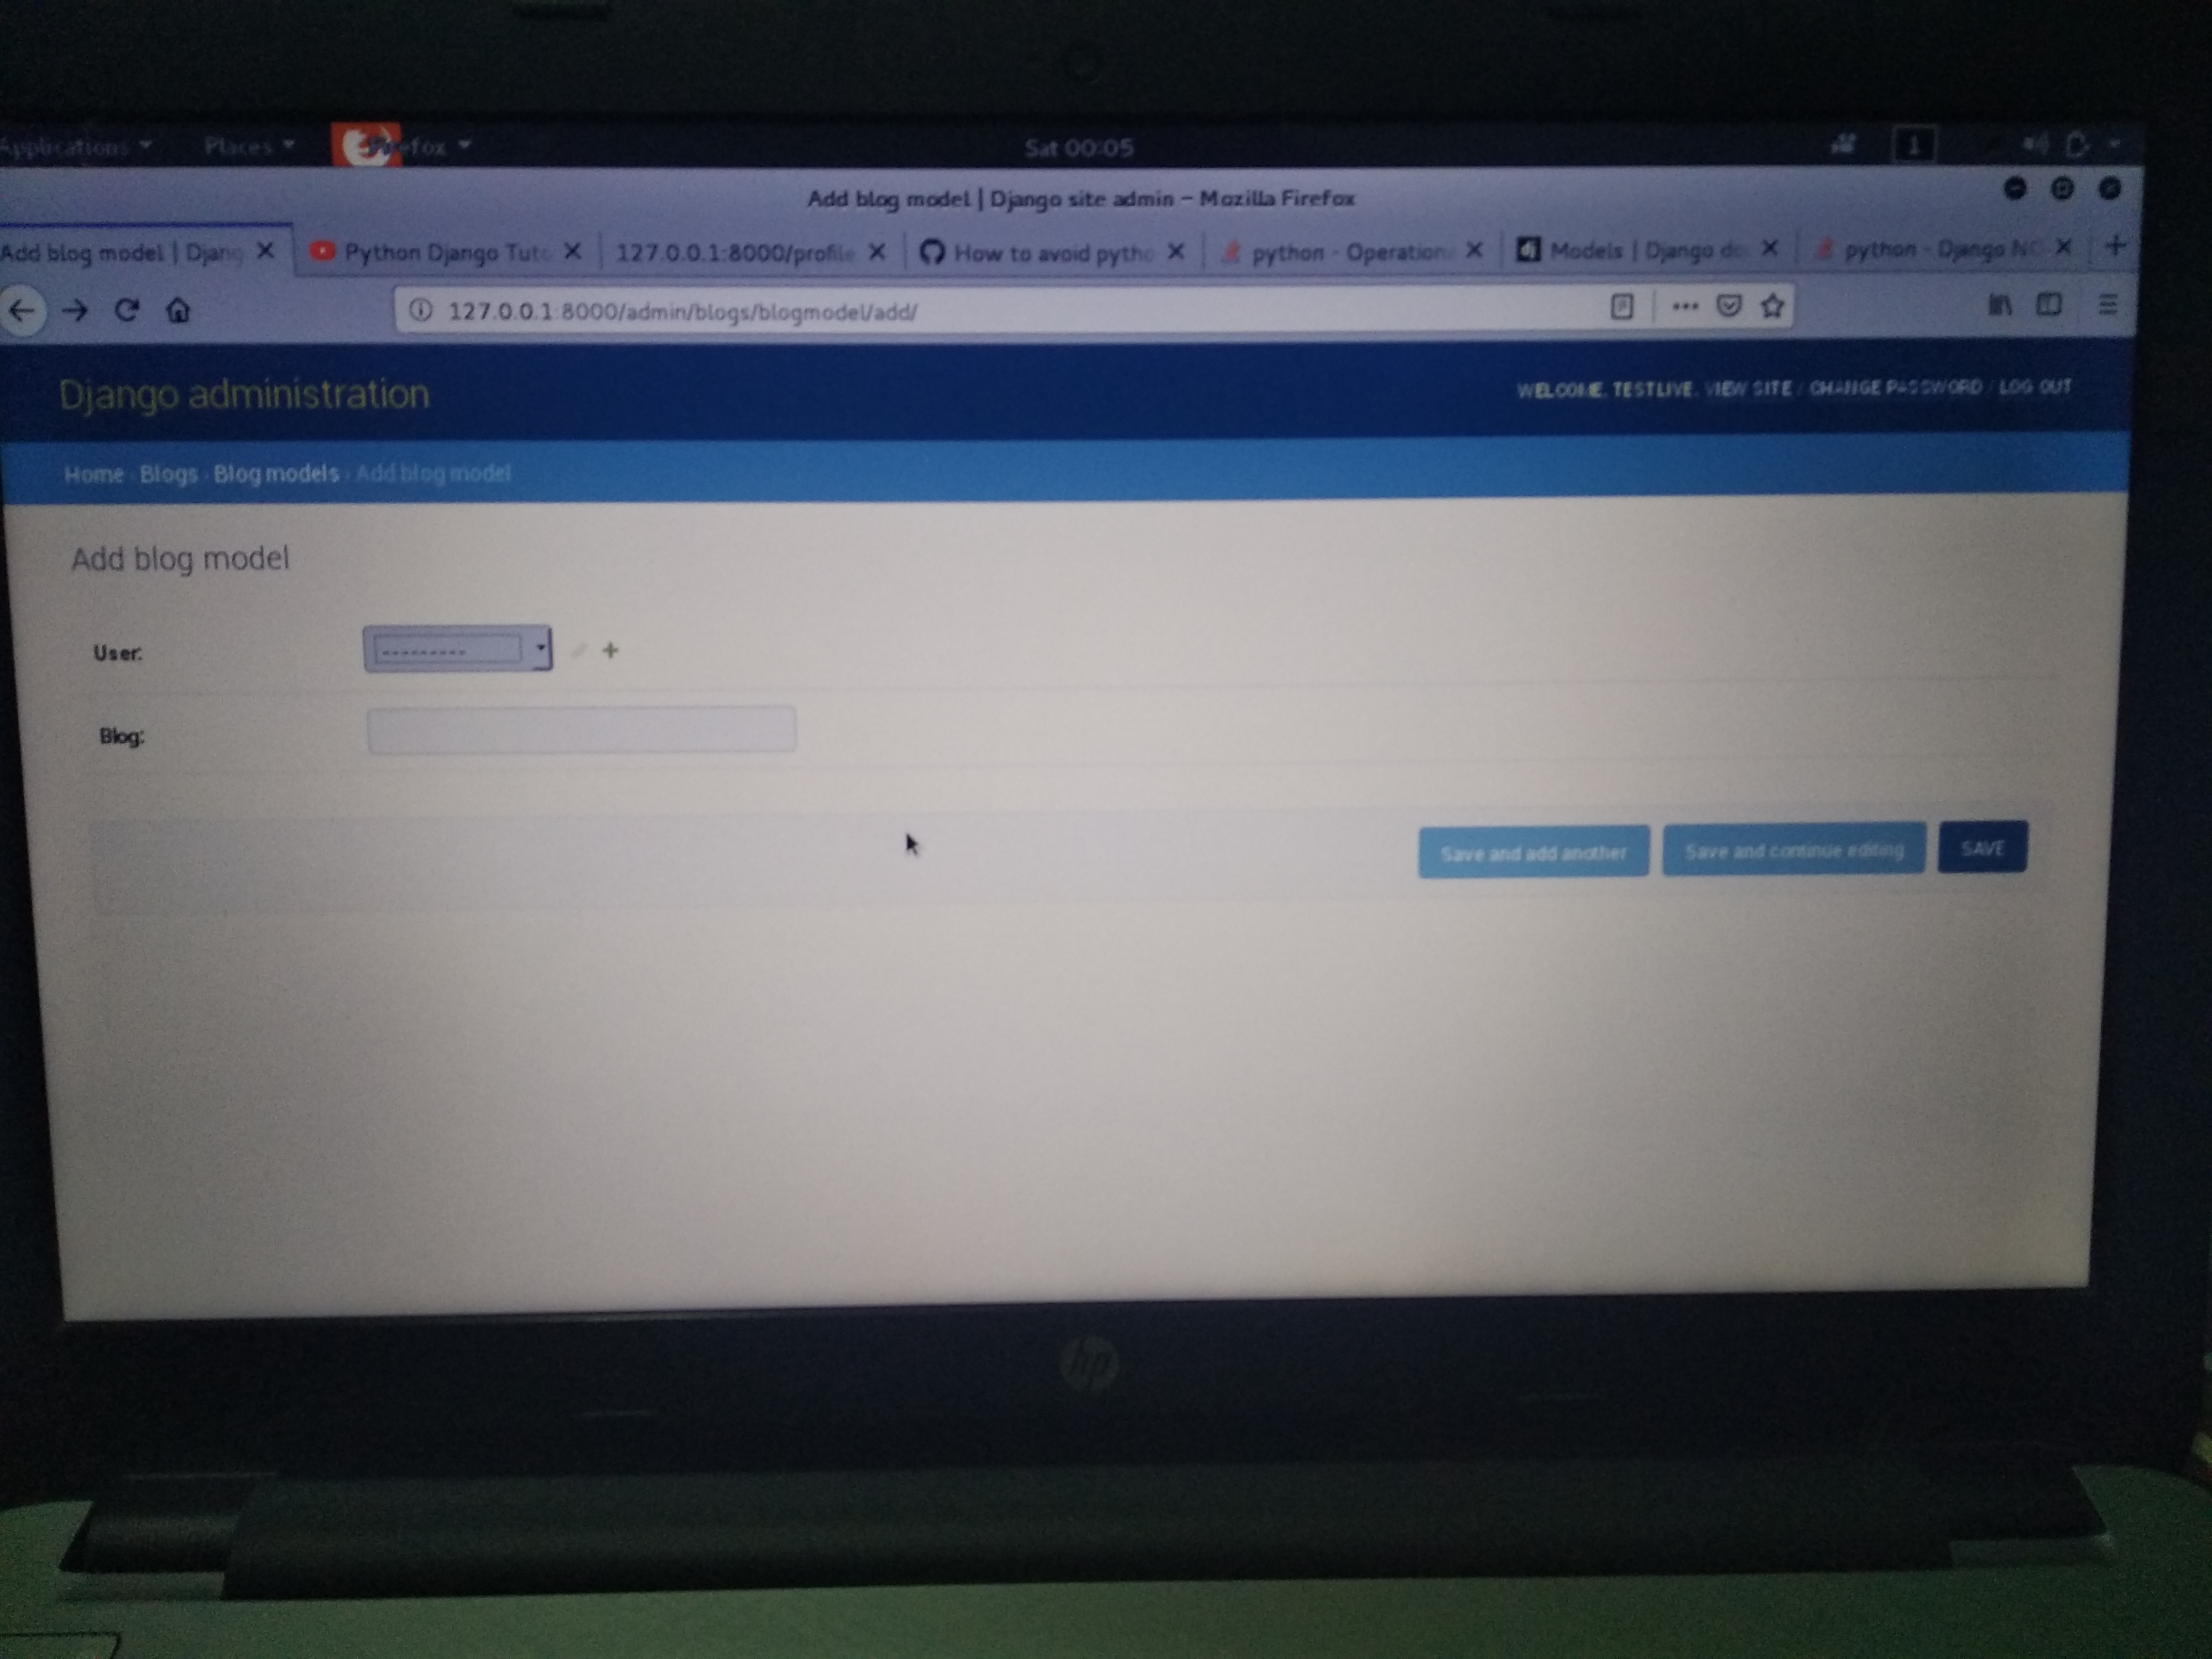 Applications Places Firefox Sat 00:05 1
Add blog model | Django site admin – Mozilla Firefox
Add blog model | Djang Python Django Tuto 127.0.0.1:8000/profile How to avoid pytho python - Operation Models | Django do python - Django NO
127.0.0.1:8000/admin/blogs/blogmodel/add/
Django administration
WELCOME, TESTLIVE. VIEW SITE / CHANGE PASSWORD / LOG OUT
Home › Blogs › Blog models › Add blog model
Add blog model
User:
---------
Blog:
Save and add another Save and continue editing SAVE
hp